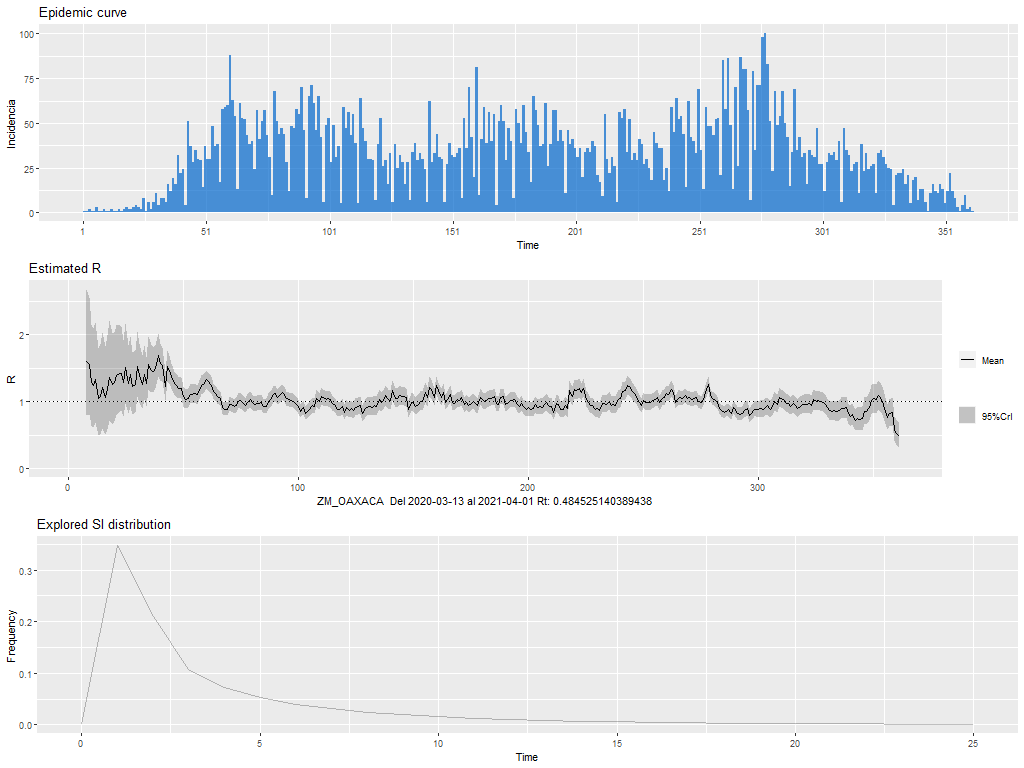 Epidemic curve
100
75
50
25
0
Incidencia
1 51 101 151 201 251 301 351
Time
Estimated R
2
1
0
R
0 100 200 300
ZM_OAXACA Del 2020-03-13 al 2021-04-01 Rt: 0.484525140389438
Mean
95%CrI
Explored SI distribution
0.3
0.2
0.1
0.0
Frequency
0 5 10 15 20 25
Time